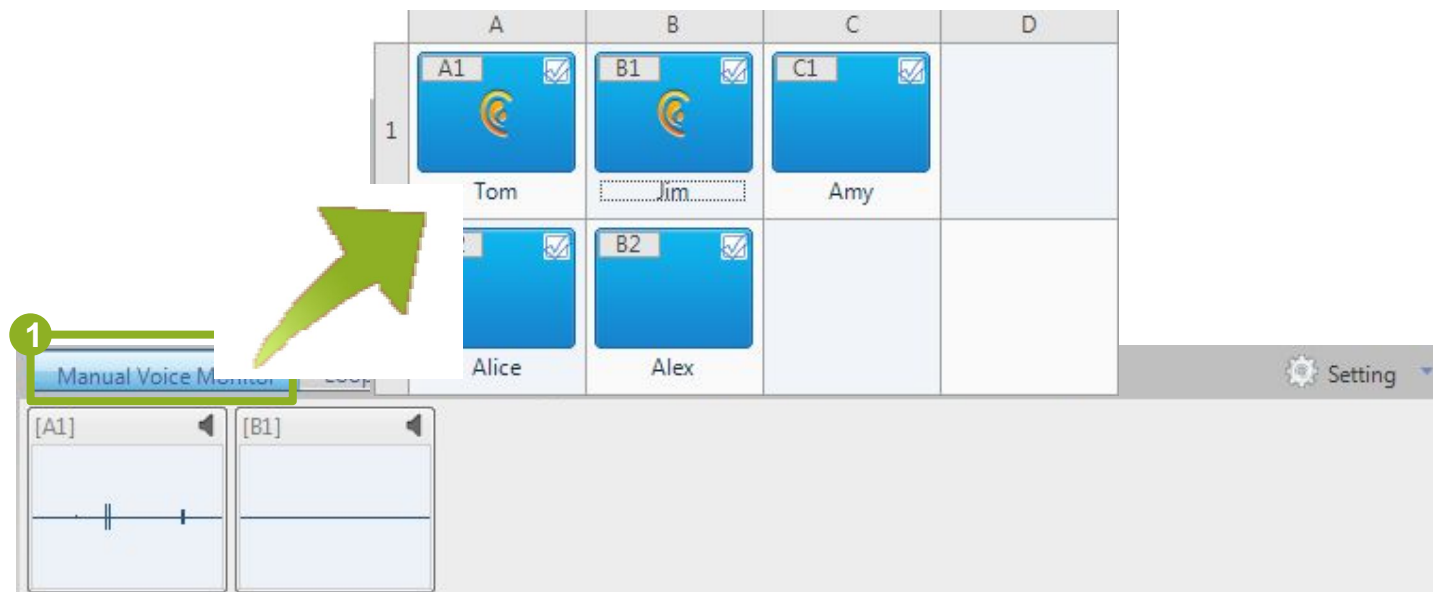 A B C D
A1 B1 C1
1
Tom Jim Amy
B2
Alice Alex
1
Manual Voice Monitor
Setting
[A1] [B1]